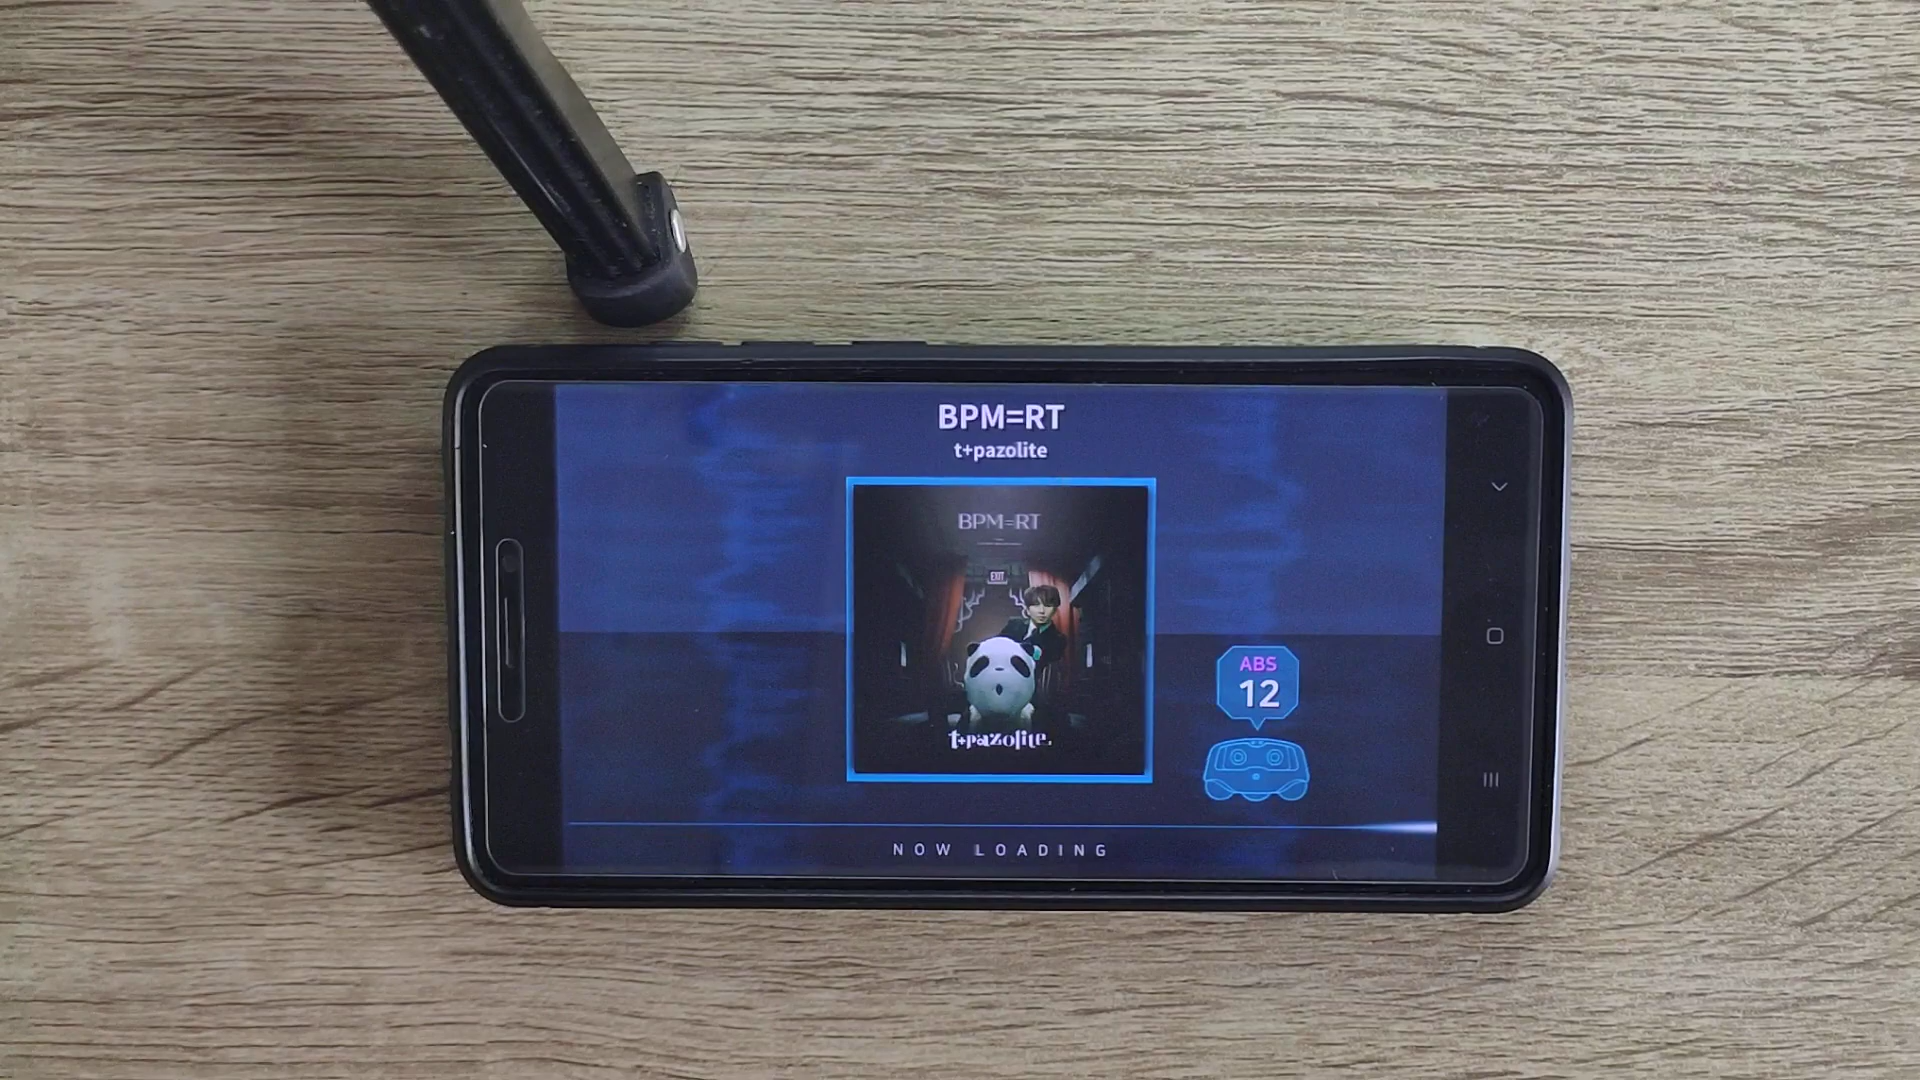 BPM=RT
t+pazolite
BPM=RT
EXIT
t+pazolite.
ABS
12
NOW LOADING